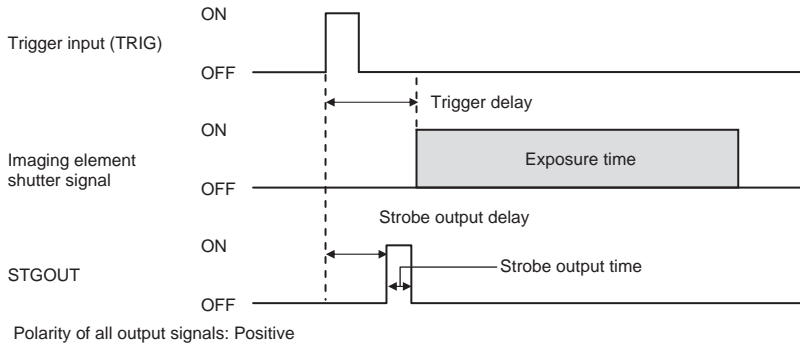 ON
Trigger input (TRIG)
OFF
Trigger delay
ON
Imaging element
shutter signal
Exposure time
OFF
Strobe output delay
ON
STGOUT
Strobe output time
OFF
Polarity of all output signals: Positive